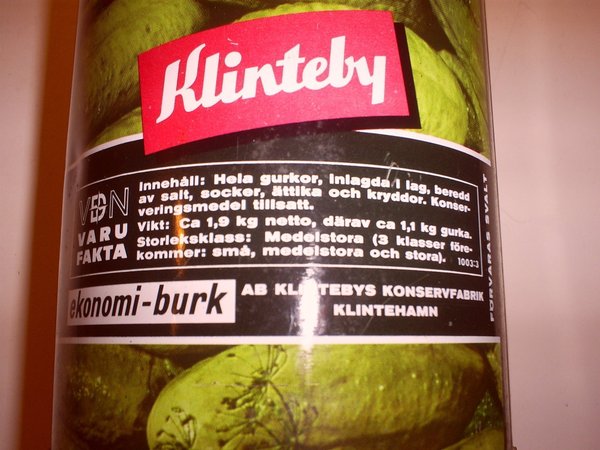 Klinteby
VDN
VARU
FAKTA
Innehåll: Hela gurkor, inlagda i lag, beredd
av salt, socker, ättika och kryddor. Konser-
veringsmedel tillsatt.
Vikt: Ca 1,9 kg netto, därav ca 1,1 kg gurka.
Storleksklass: Medelstora (3 klasser före-
kommer: små, medelstora och stora).
1003:3
ekonomi-burk
AB KLINTEBYS KONSERVFABRIK
KLINTEHAMN
FÖRVARAS SVALT